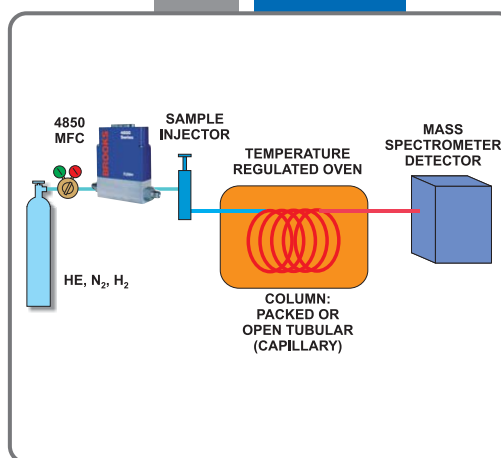 4850
MFC
SAMPLE
INJECTOR
BROOKS
TEMPERATURE
REGULATED OVEN
MASS
SPECTROMETER
DETECTOR
HE, N₂, H₂
COLUMN:
PACKED OR
OPEN TUBULAR
(CAPILLARY)